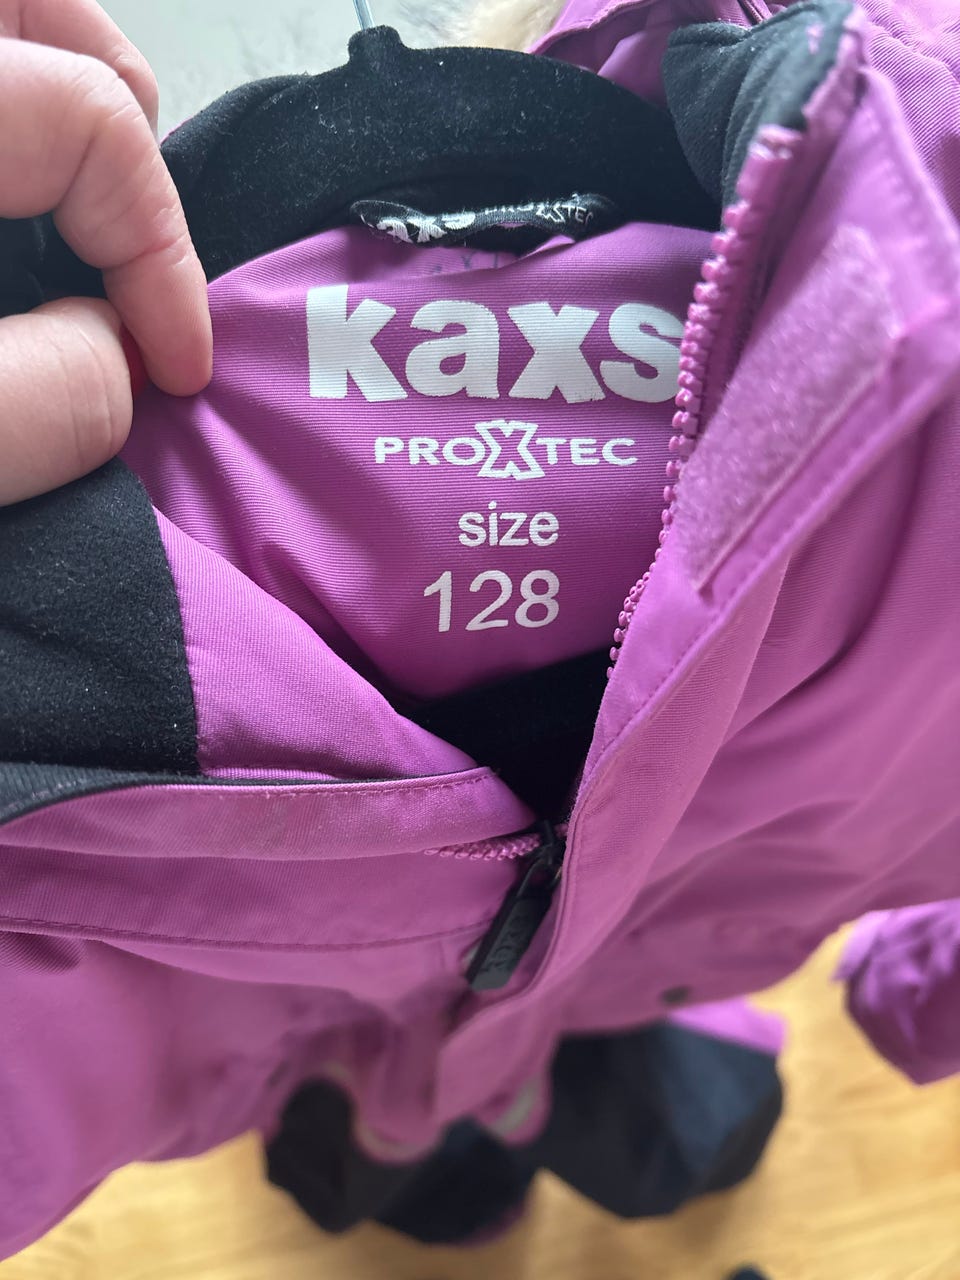 kaxs
PROXTEC
size
128